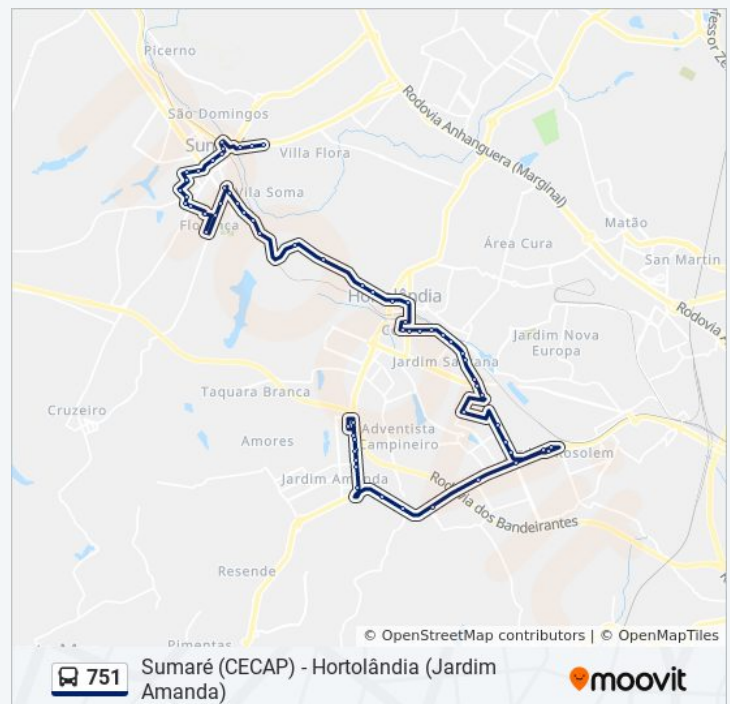 Picerno
São Domingos
Sumaré
Villa Flora
Rodovia Anhanguera (Marginal)
Vila Soma
Florença
Área Cura
Matão
San Martin
Hortolândia
Rodovia A
Jardim Nova
Europa
Jardim Santana
Taquara Branca
Cruzeiro
Adventista
Campineiro
Amores
Rosolem
Jardim Amanda
Rodovia dos Bandeirantes
Resende
Pimentas
© OpenStreetMap contributors | © OpenMapTiles
751
Sumaré (CECAP) - Hortolândia (Jardim
Amanda)
moovit